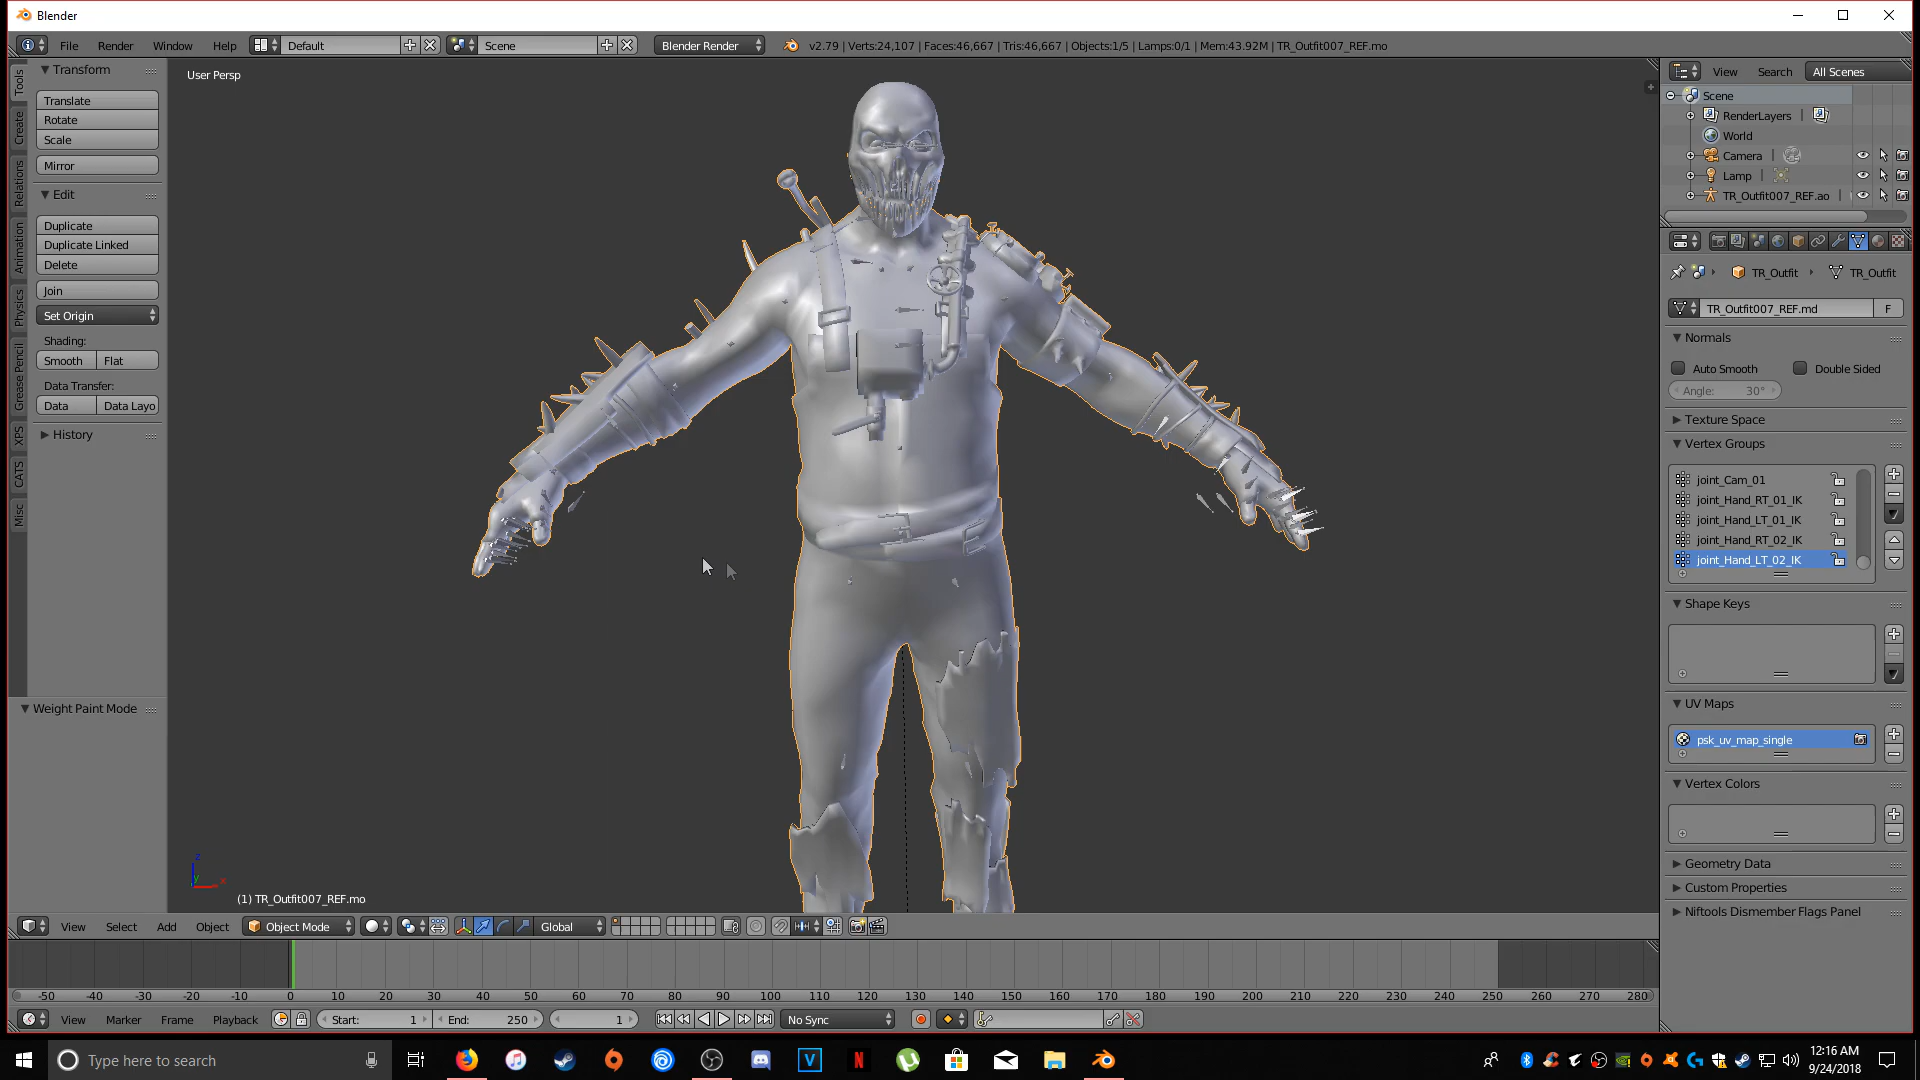 Blender
File Render Window Help Default Scene Blender Render v2.79 | Verts:24,107 | Faces:46,667 | Tris:46,667 | Objects:1/5 | Lamps:0/1 | Mem:43.92M | TR_Outfit007_REF.mo
Tools
Create
Relations
Animation
Physics
Grease Pencil
XPS
CATS
Misc
Transform
Translate
Rotate
Scale
Mirror
Edit
Duplicate
Duplicate Linked
Delete
Join
Set Origin
Shading:
Smooth Flat
Data Transfer:
Data Data Layo
History
Weight Paint Mode
User Persp
z
y
x
(1) TR_Outfit007_REF.mo
View Search All Scenes
Scene
RenderLayers
World
Camera
Lamp
TR_Outfit007_REF.ao
TR_Outfit TR_Outfit
TR_Outfit007_REF.md F
Normals
Auto Smooth Double Sided
Angle: 30°
Texture Space
Vertex Groups
joint_Cam_01
joint_Hand_RT_01_IK
joint_Hand_LT_01_IK
joint_Hand_RT_02_IK
joint_Hand_LT_02_IK
Shape Keys
UV Maps
psk_uv_map_single
Vertex Colors
Geometry Data
Custom Properties
Niftools Dismember Flags Panel
View Select Add Object Object Mode Global
-50 -40 -30 -20 -10 0 10 20 30 40 50 60 70 80 90 100 110 120 130 140 150 160 170 180 190 200 210 220 230 240 250 260 270 280
View Marker Frame Playback Start: 1 End: 250 1 No Sync
Type here to search
12:16 AM
9/24/2018